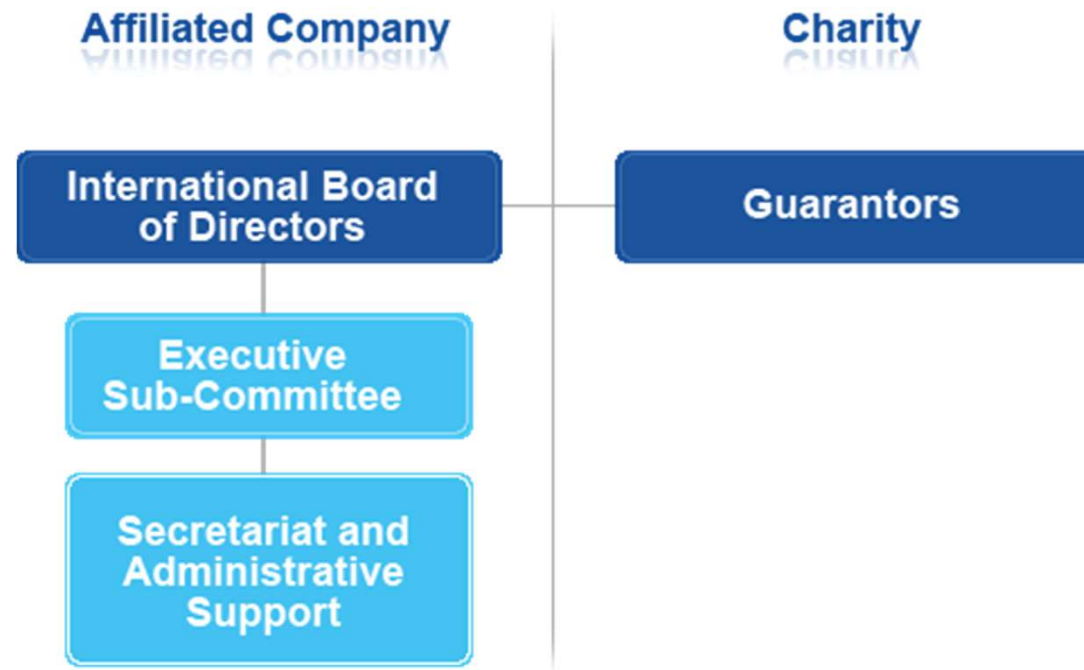 Affiliated Company
Charity
International Board
of Directors
Guarantors
Executive
Sub-Committee
Secretariat and
Administrative
Support